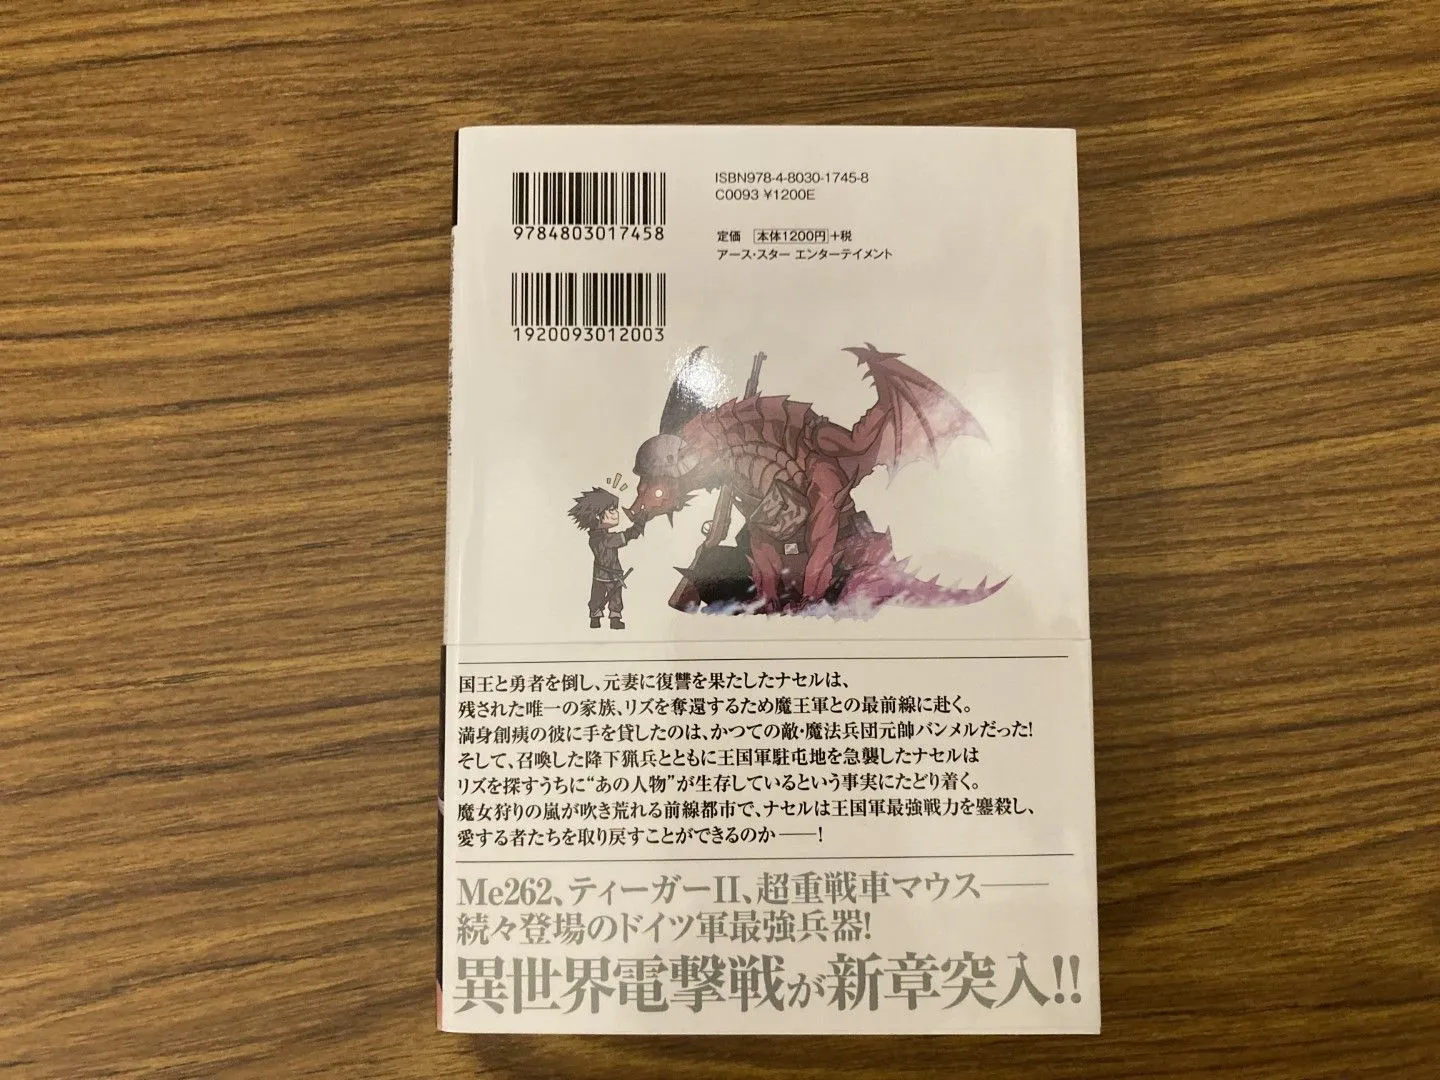 ISBN978-4-8030-1745-8
C0093 ¥1200E
9784803017458
定価 本体1200円+税
アース・スター エンターテイメント
1920093012003
国王と勇者を倒し、元妻に復讐を果たしたナセルは、
残された唯一の家族、リズを奪還するため魔王軍との最前線に赴く。
満身創痍の彼に手を貸したのは、かつての敵・魔法兵団元帥バンメルだった!
そして、召喚した降下猟兵とともに王国軍駐屯地を急襲したナセルは
リズを探すうちに“あの人物”が生存しているという事実にたどり着く。
魔女狩りの嵐が吹き荒れる前線都市で、ナセルは王国軍最強戦力を鏖殺し、
愛する者たちを取り戻すことができるのか──!
Me262、ティーガーII、超重戦車マウス──
続々登場のドイツ軍最強兵器!
異世界電撃戦が新章突入!!